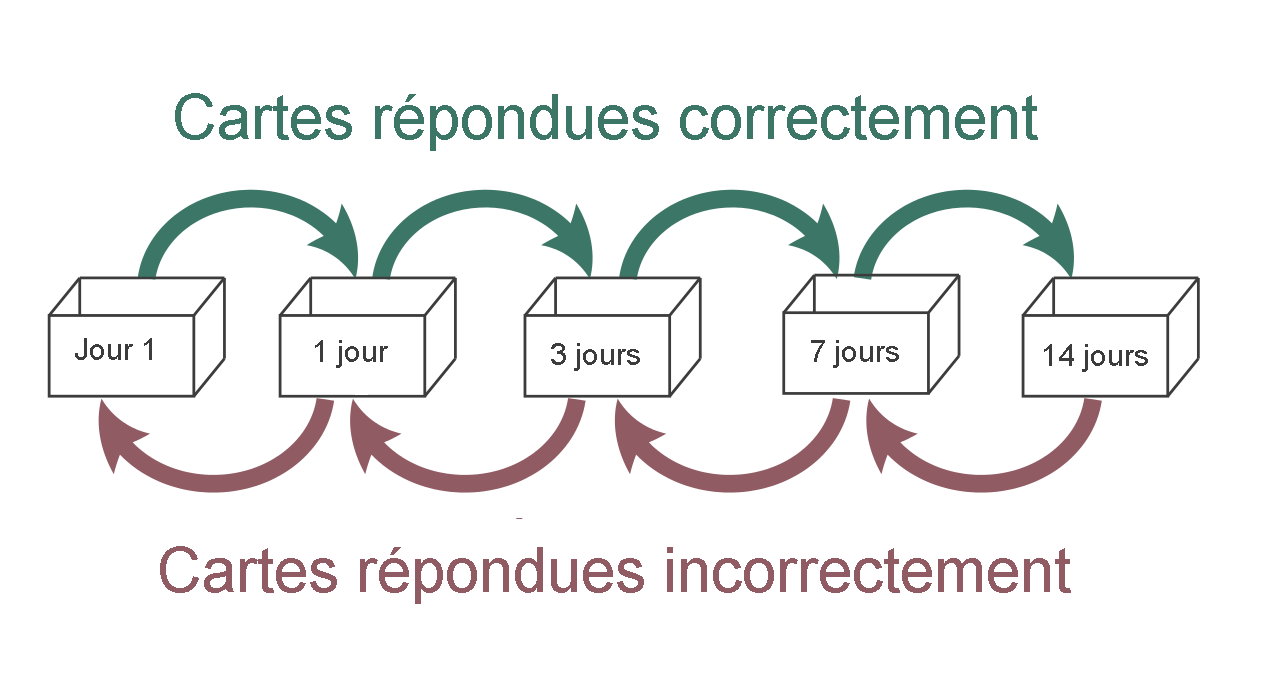 Cartes répondues correctement
Jour 1
1 jour
3 jours
7 jours
14 jours
Cartes répondues incorrectement